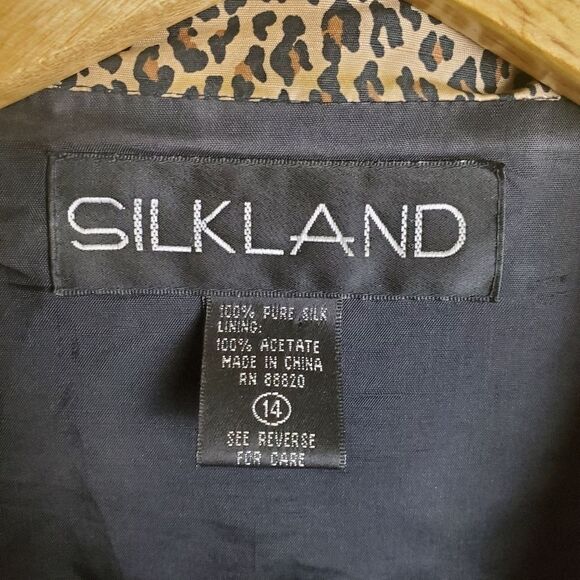 SILKLAND
100% PURE SILK
LINING:
100% ACETATE
MADE IN CHINA
RN 88820
14
SEE REVERSE
FOR CARE